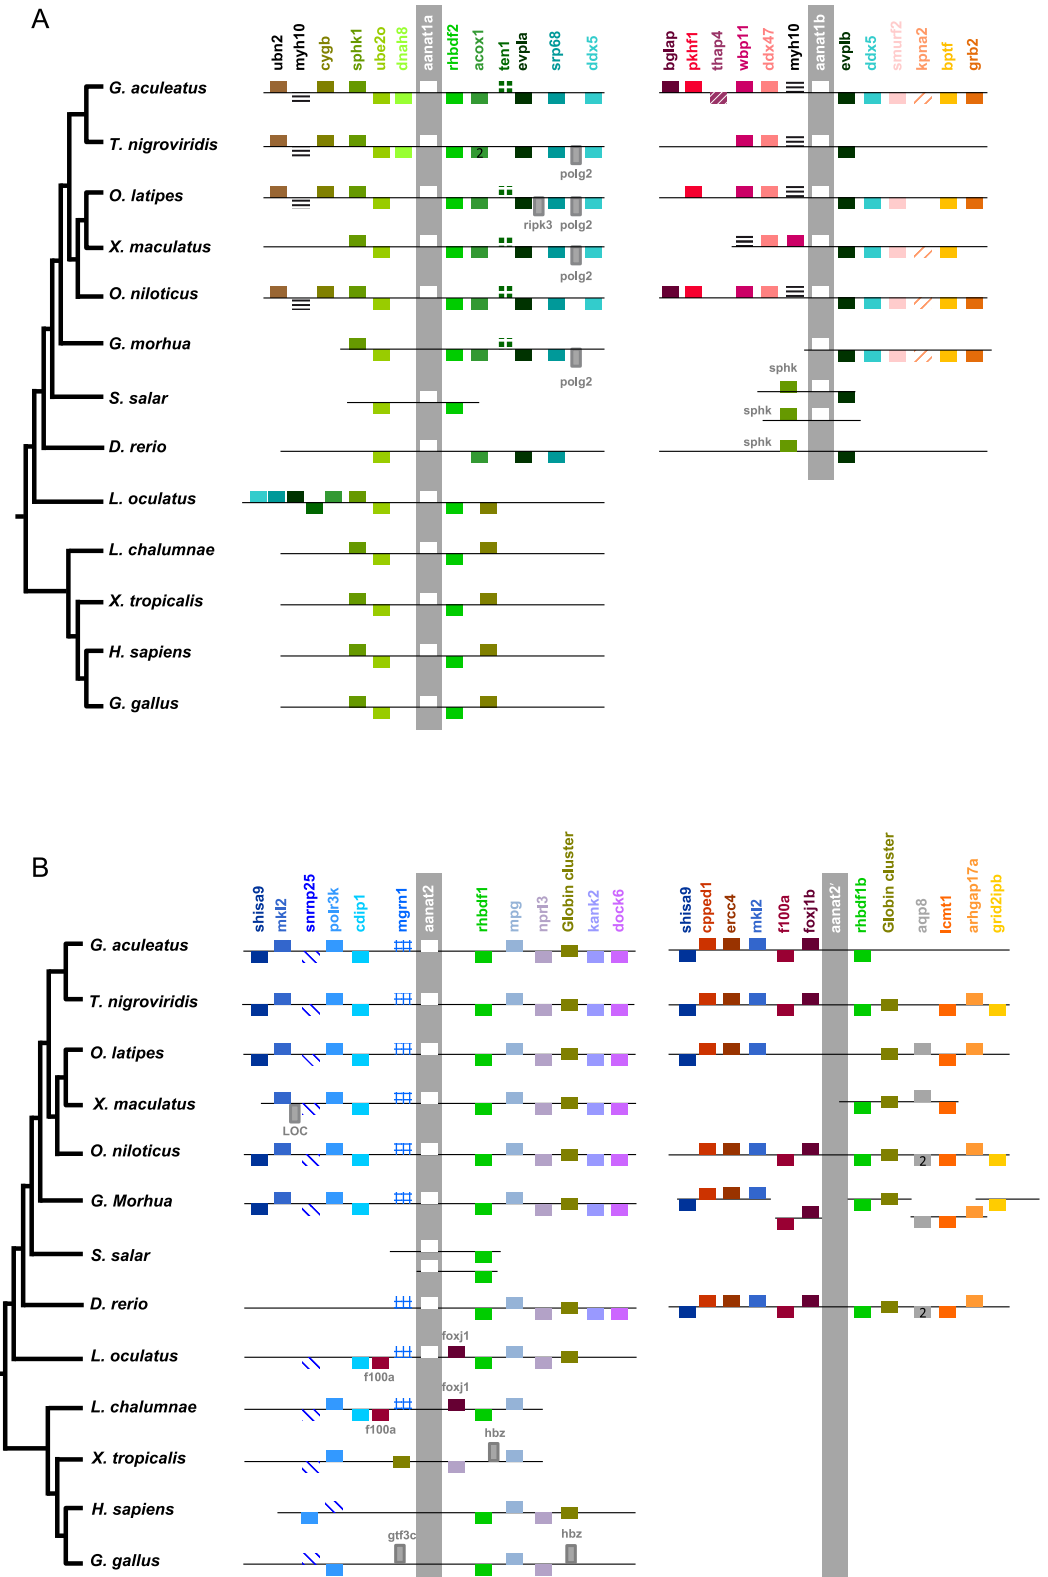 A
ubn2 myh10 cygb sphk1 ube2o dnah8 aanat1a rhbdf2 acox1 ten1 evpla srp68 ddx5 bglap pkhf1 thap4 wbp11 ddx47 myh10 aanat1b evplb ddx5 smurf2 kpna2 bptf grb2
G. aculeatus
T. nigroviridis
2
polg2
O. latipes
ripk3 polg2
X. maculatus
polg2
O. niloticus
G. morhua
polg2
sphk
S. salar
sphk
D. rerio
sphk
L. oculatus
L. chalumnae
X. tropicalis
H. sapiens
G. gallus
B
shisa9 mkl2 snrnp25 polr3k cdip1 mgrn1 aanat2 rhbdf1 mpg nprl3 Globin cluster kank2 dock6 shisa9 cpped1 ercc4 mkl2 f100a foxj1b aanat2' rhbdf1b Globin cluster aqp8 lcmt1 arhgap17a grid2ipb
G. aculeatus
T. nigroviridis
O. latipes
X. maculatus
LOC
O. niloticus
2
G. Morhua
S. salar
D. rerio
2
foxj1
L. oculatus
f100a
foxj1
L. chalumnae
f100a
hbz
X. tropicalis
H. sapiens
gtf3c hbz
G. gallus